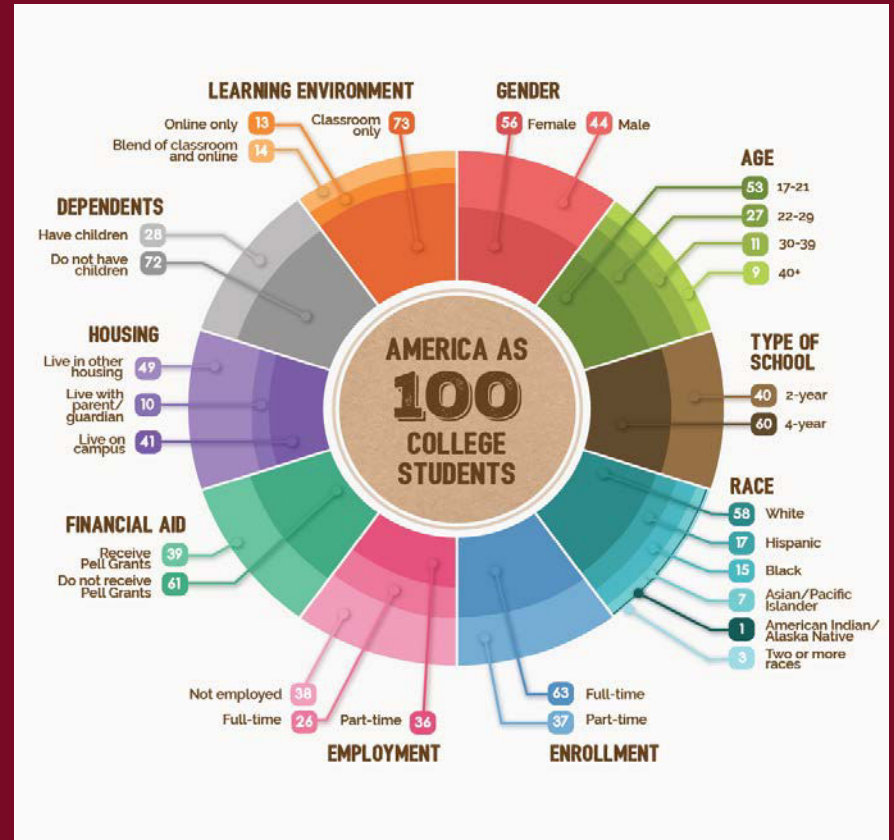 LEARNING ENVIRONMENT
Online only 13
Classroom
only 73
Blend of classroom
and online 14
GENDER
56 Female 44 Male
AGE
53 17-21
27 22-29
11 30-39
9 40+
TYPE OF
SCHOOL
40 2-year
60 4-year
RACE
58 White
17 Hispanic
15 Black
7 Asian/Pacific
Islander
1 American Indian/
Alaska Native
3 Two or more
races
ENROLLMENT
63 Full-time
37 Part-time
EMPLOYMENT
Not employed 38
Full-time 26
Part-time 36
FINANCIAL AID
Receive
Pell Grants 39
Do not receive
Pell Grants 61
HOUSING
Live in other
housing 49
Live with
parent/
guardian 10
Live on
campus 41
DEPENDENTS
Have children 28
Do not have
children 72
AMERICA AS
100
COLLEGE
STUDENTS